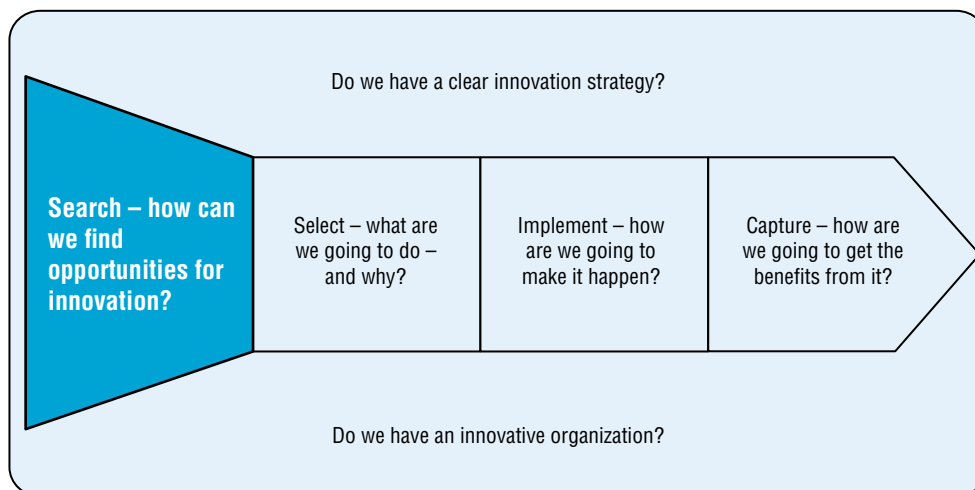 Do we have a clear innovation strategy?
Search – how can
we find
opportunities for
innovation?
Select – what are
we going to do –
and why?
Implement – how
are we going to
make it happen?
Capture – how are
we going to get the
benefits from it?
Do we have an innovative organization?